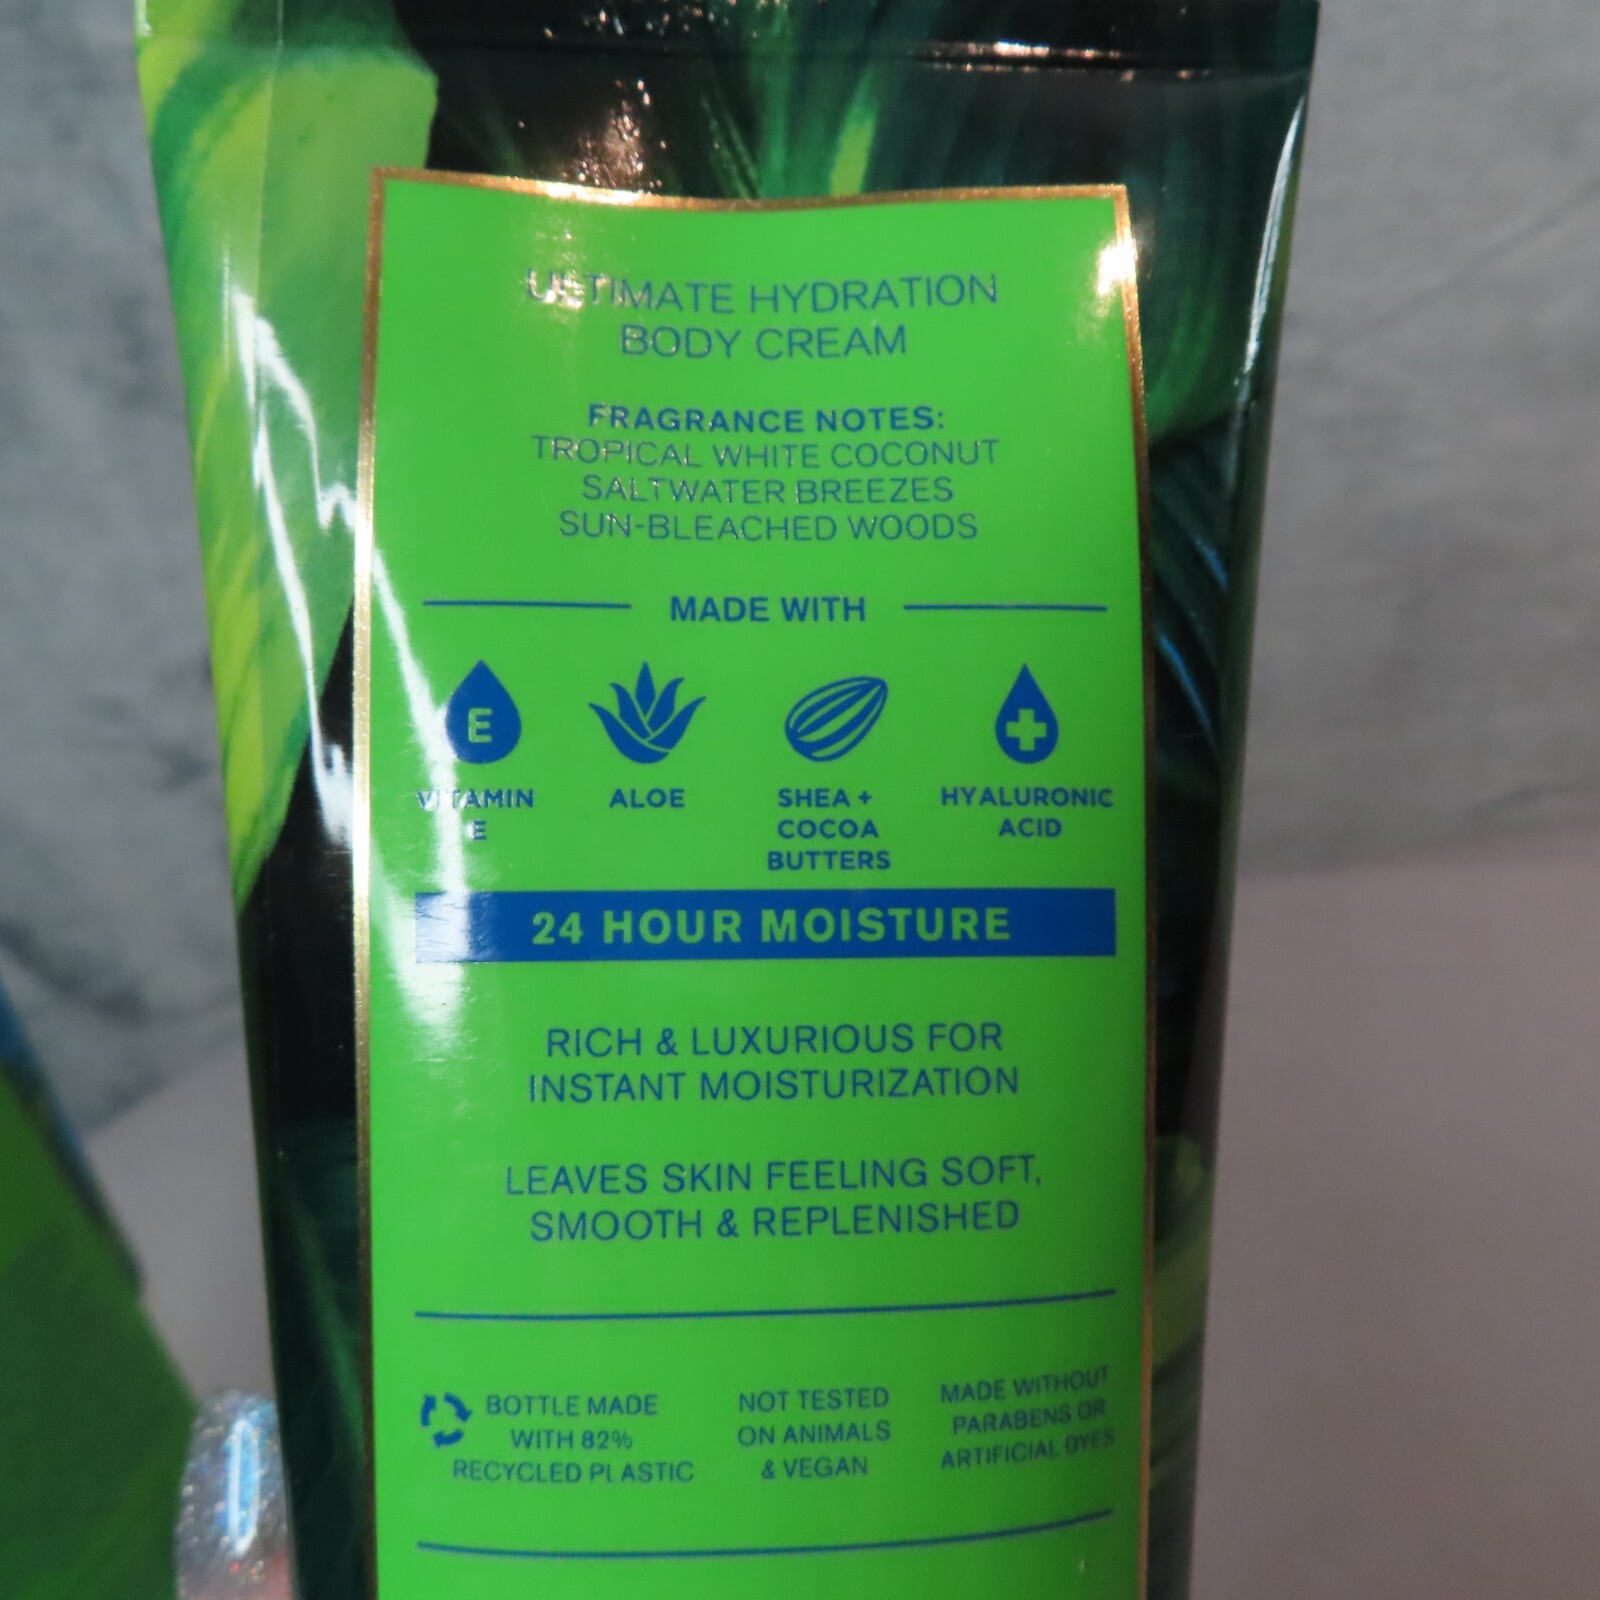 ULTIMATE HYDRATION
BODY CREAM
FRAGRANCE NOTES:
TROPICAL WHITE COCONUT
SALTWATER BREEZES
SUN-BLEACHED WOODS
MADE WITH
E
VITAMIN
E
ALOE
SHEA +
COCOA
BUTTERS
HYALURONIC
ACID
24 HOUR MOISTURE
RICH & LUXURIOUS FOR
INSTANT MOISTURIZATION
LEAVES SKIN FEELING SOFT,
SMOOTH & REPLENISHED
BOTTLE MADE
WITH 82%
RECYCLED PLASTIC
NOT TESTED
ON ANIMALS
& VEGAN
MADE WITHOUT
PARABENS OR
ARTIFICIAL DYES